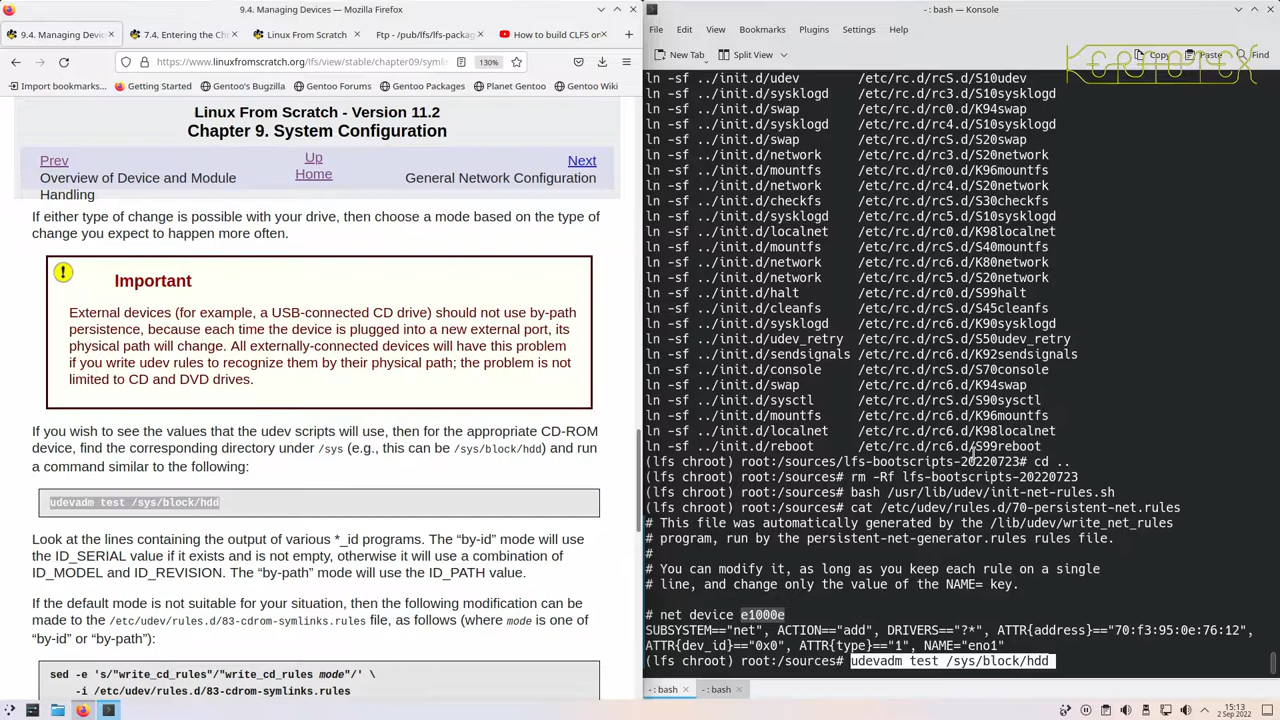 9.4. Managing Devices — Mozilla Firefox
9.4. Managing Devic
7.4. Entering the Ch
Linux From Scratch
Ftp - /pub/lfs/lfs-packag
How to build CLFS on
https://www.linuxfromscratch.org/lfs/view/stable/chapter09/symli
Import bookmarks...
Getting Started
Gentoo's Bugzilla
Gentoo Forums
Gentoo Packages
Planet Gentoo
Gentoo Wiki
Linux From Scratch - Version 11.2
Chapter 9. System Configuration
Prev
Up
Next
Overview of Device and Module Handling
Home
General Network Configuration
If either type of change is possible with your drive, then choose a mode based on the type of
change you expect to happen more often.
Important
External devices (for example, a USB-connected CD drive) should not use by-path
persistence, because each time the device is plugged into a new external port, its
physical path will change. All externally-connected devices will have this problem
if you write udev rules to recognize them by their physical path; the problem is not
limited to CD and DVD drives.
If you wish to see the values that the udev scripts will use, then for the appropriate CD-ROM
device, find the corresponding directory under /sys (e.g., this can be /sys/block/hdd) and run
a command similar to the following:
udevadm test /sys/block/hdd
Look at the lines containing the output of various *_id programs. The “by-id” mode will use
the ID_SERIAL value if it exists and is not empty, otherwise it will use a combination of
ID_MODEL and ID_REVISION. The “by-path” mode will use the ID_PATH value.
If the default mode is not suitable for your situation, then the following modification can be
made to the /etc/udev/rules.d/83-cdrom-symlinks.rules file, as follows (where mode is one of
“by-id” or “by-path”):
sed -e 's/"write_cd_rules"/"write_cd_rules mode"/' \
-i /etc/udev/rules.d/83-cdrom-symlinks.rules
- : bash — Konsole
File Edit View Bookmarks Plugins Settings Help
New Tab
Split View
Copy
Paste
Find
KERNOTEX
ln -sf ../init.d/udev /etc/rc.d/rcS.d/S10udev
ln -sf ../init.d/sysklogd /etc/rc.d/rc3.d/S10sysklogd
ln -sf ../init.d/swap /etc/rc.d/rc0.d/K94swap
ln -sf ../init.d/sysklogd /etc/rc.d/rc4.d/S10sysklogd
ln -sf ../init.d/swap /etc/rc.d/rcS.d/S20swap
ln -sf ../init.d/network /etc/rc.d/rc3.d/S20network
ln -sf ../init.d/mountfs /etc/rc.d/rc0.d/K96mountfs
ln -sf ../init.d/network /etc/rc.d/rc4.d/S20network
ln -sf ../init.d/checkfs /etc/rc.d/rcS.d/S30checkfs
ln -sf ../init.d/sysklogd /etc/rc.d/rc5.d/S10sysklogd
ln -sf ../init.d/localnet /etc/rc.d/rc0.d/K98localnet
ln -sf ../init.d/mountfs /etc/rc.d/rcS.d/S40mountfs
ln -sf ../init.d/network /etc/rc.d/rc6.d/K80network
ln -sf ../init.d/network /etc/rc.d/rc5.d/S20network
ln -sf ../init.d/halt /etc/rc.d/rc0.d/S99halt
ln -sf ../init.d/cleanfs /etc/rc.d/rcS.d/S45cleanfs
ln -sf ../init.d/sysklogd /etc/rc.d/rc6.d/K90sysklogd
ln -sf ../init.d/udev_retry /etc/rc.d/rcS.d/S50udev_retry
ln -sf ../init.d/sendsignals /etc/rc.d/rc6.d/K92sendsignals
ln -sf ../init.d/console /etc/rc.d/rcS.d/S70console
ln -sf ../init.d/swap /etc/rc.d/rc6.d/K94swap
ln -sf ../init.d/sysctl /etc/rc.d/rcS.d/S90sysctl
ln -sf ../init.d/mountfs /etc/rc.d/rc6.d/K96mountfs
ln -sf ../init.d/localnet /etc/rc.d/rc6.d/K98localnet
ln -sf ../init.d/reboot /etc/rc.d/rc6.d/S99reboot
(lfs chroot) root:/sources/lfs-bootscripts-20220723# cd ..
(lfs chroot) root:/sources# rm -Rf lfs-bootscripts-20220723
(lfs chroot) root:/sources# bash /usr/lib/udev/init-net-rules.sh
(lfs chroot) root:/sources# cat /etc/udev/rules.d/70-persistent-net.rules
# This file was automatically generated by the /lib/udev/write_net_rules
# program, run by the persistent-net-generator.rules rules file.
#
# You can modify it, as long as you keep each rule on a single
# line, and change only the value of the NAME= key.
# net device e1000e
SUBSYSTEM=="net", ACTION=="add", DRIVERS=="?*", ATTR{address}=="70:f3:95:0e:76:12",
ATTR{dev_id}=="0x0", ATTR{type}=="1", NAME="eno1"
(lfs chroot) root:/sources# udevadm test /sys/block/hdd
- : bash
- : bash
15:13
2 Sep 2022